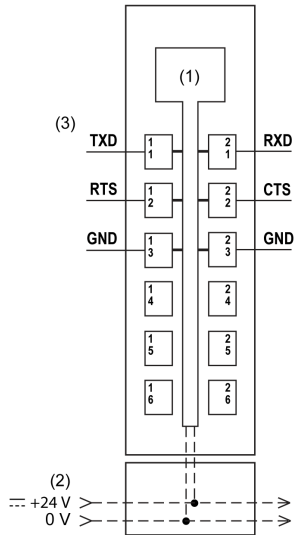 (1)
(3)
TXD 1 1 2 1 RXD
RTS 1 2 2 2 CTS
GND 1 3 2 3 GND
1 4 2 4
1 5 2 5
1 6 2 6
(2)
+24 V
0 V